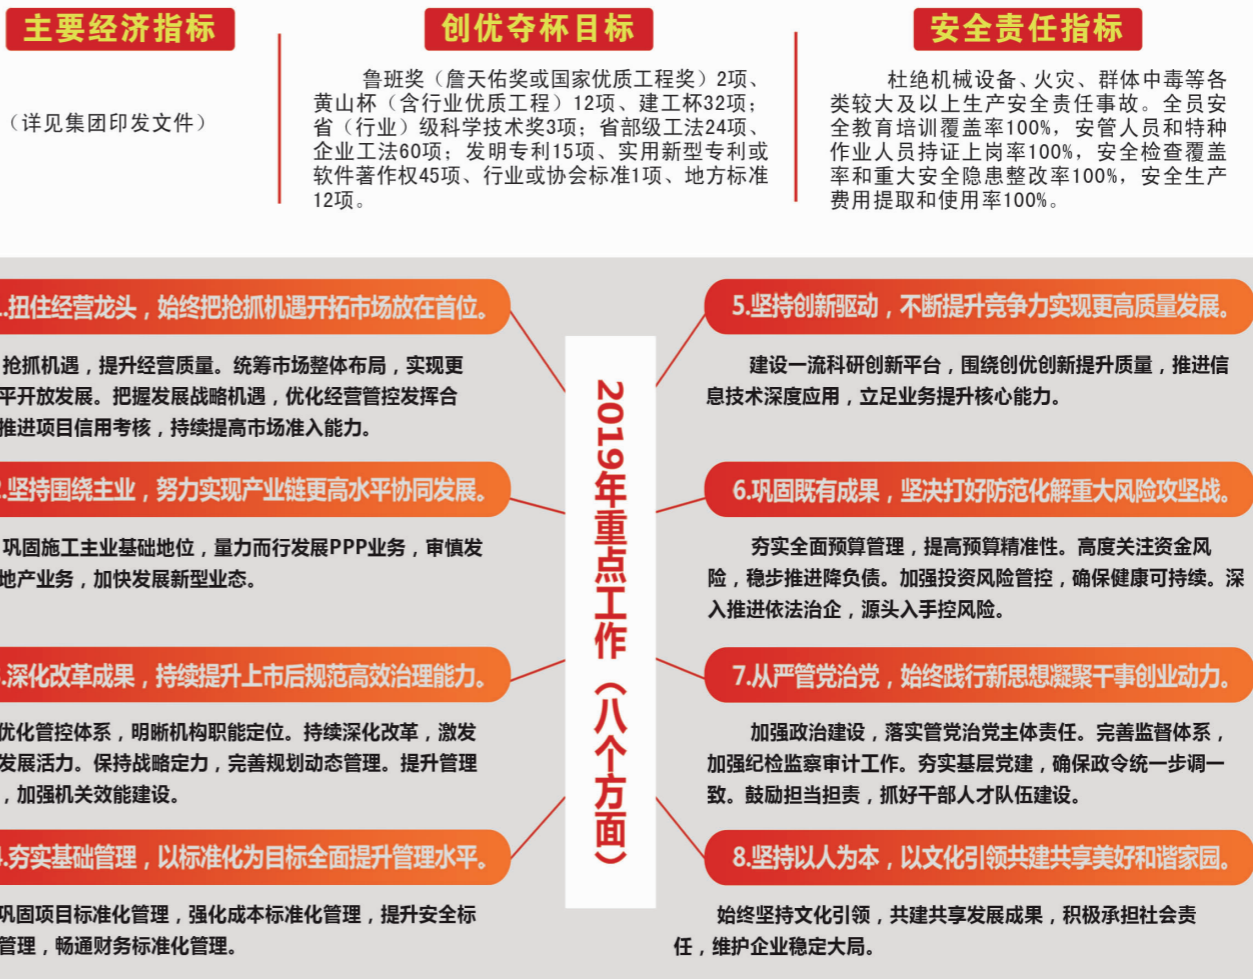 主要经济指标
（详见集团印发文件）
创优夺杯目标
鲁班奖（詹天佑奖或国家优质工程奖）2项、
黄山杯（含行业优质工程）12项、建工杯32项；
省（行业）级科学技术奖3项；省部级工法24项、
企业工法60项；发明专利15项、实用新型专利或
软件著作权45项、行业或协会标准1项、地方标准
12项。
安全责任指标
杜绝机械设备、火灾、群体中毒等各
类较大及以上生产安全责任事故。全员安
全教育培训覆盖率100%，安管人员和特种
作业人员持证上岗率100%，安全检查覆盖
率和重大安全隐患整改率100%，安全生产
费用提取和使用率100%。
2019年重点工作（八个方面）
.扭住经营龙头，始终把抢抓机遇开拓市场放在首位。
抢抓机遇，提升经营质量。统筹市场整体布局，实现更
平开放发展。把握发展战略机遇，优化经营管控发挥合
推进项目信用考核，持续提高市场准入能力。
.坚持围绕主业，努力实现产业链更高水平协同发展。
巩固施工主业基础地位，量力而行发展PPP业务，审慎发
地产业务，加快发展新型业态。
.深化改革成果，持续提升上市后规范高效治理能力。
优化管控体系，明晰机构职能定位。持续深化改革，激发
发展活力。保持战略定力，完善规划动态管理。提升管理
，加强机关效能建设。
.夯实基础管理，以标准化为目标全面提升管理水平。
巩固项目标准化管理，强化成本标准化管理，提升安全标
管理，畅通财务标准化管理。
5.坚持创新驱动，不断提升竞争力实现更高质量发展。
建设一流科研创新平台，围绕创优创新提升质量，推进信
息技术深度应用，立足业务提升核心能力。
6.巩固既有成果，坚决打好防范化解重大风险攻坚战。
夯实全面预算管理，提高预算精准性。高度关注资金风
险，稳步推进降负债。加强投资风险管控，确保健康可持续。深
入推进依法治企，源头入手控风险。
7.从严管党治党，始终践行新思想凝聚干事创业动力。
加强政治建设，落实管党治党主体责任。完善监督体系，
加强纪检监察审计工作。夯实基层党建，确保政令统一步调一
致。鼓励担当担责，抓好干部人才队伍建设。
8.坚持以人为本，以文化引领共建共享美好和谐家园。
始终坚持文化引领，共建共享发展成果，积极承担社会责
任，维护企业稳定大局。